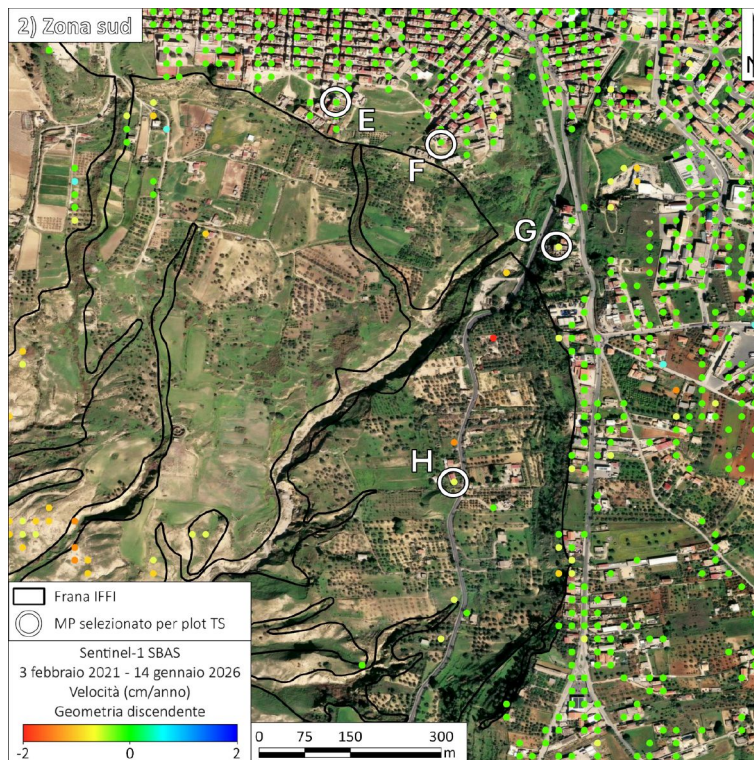 2) Zona sud
N
E
F
G
H
Frana IFFI
MP selezionato per plot TS
Sentinel-1 SBAS
3 febbraio 2021 - 14 gennaio 2026
Velocità (cm/anno)
Geometria discendente
-2 0 2
0 75 150 300
m